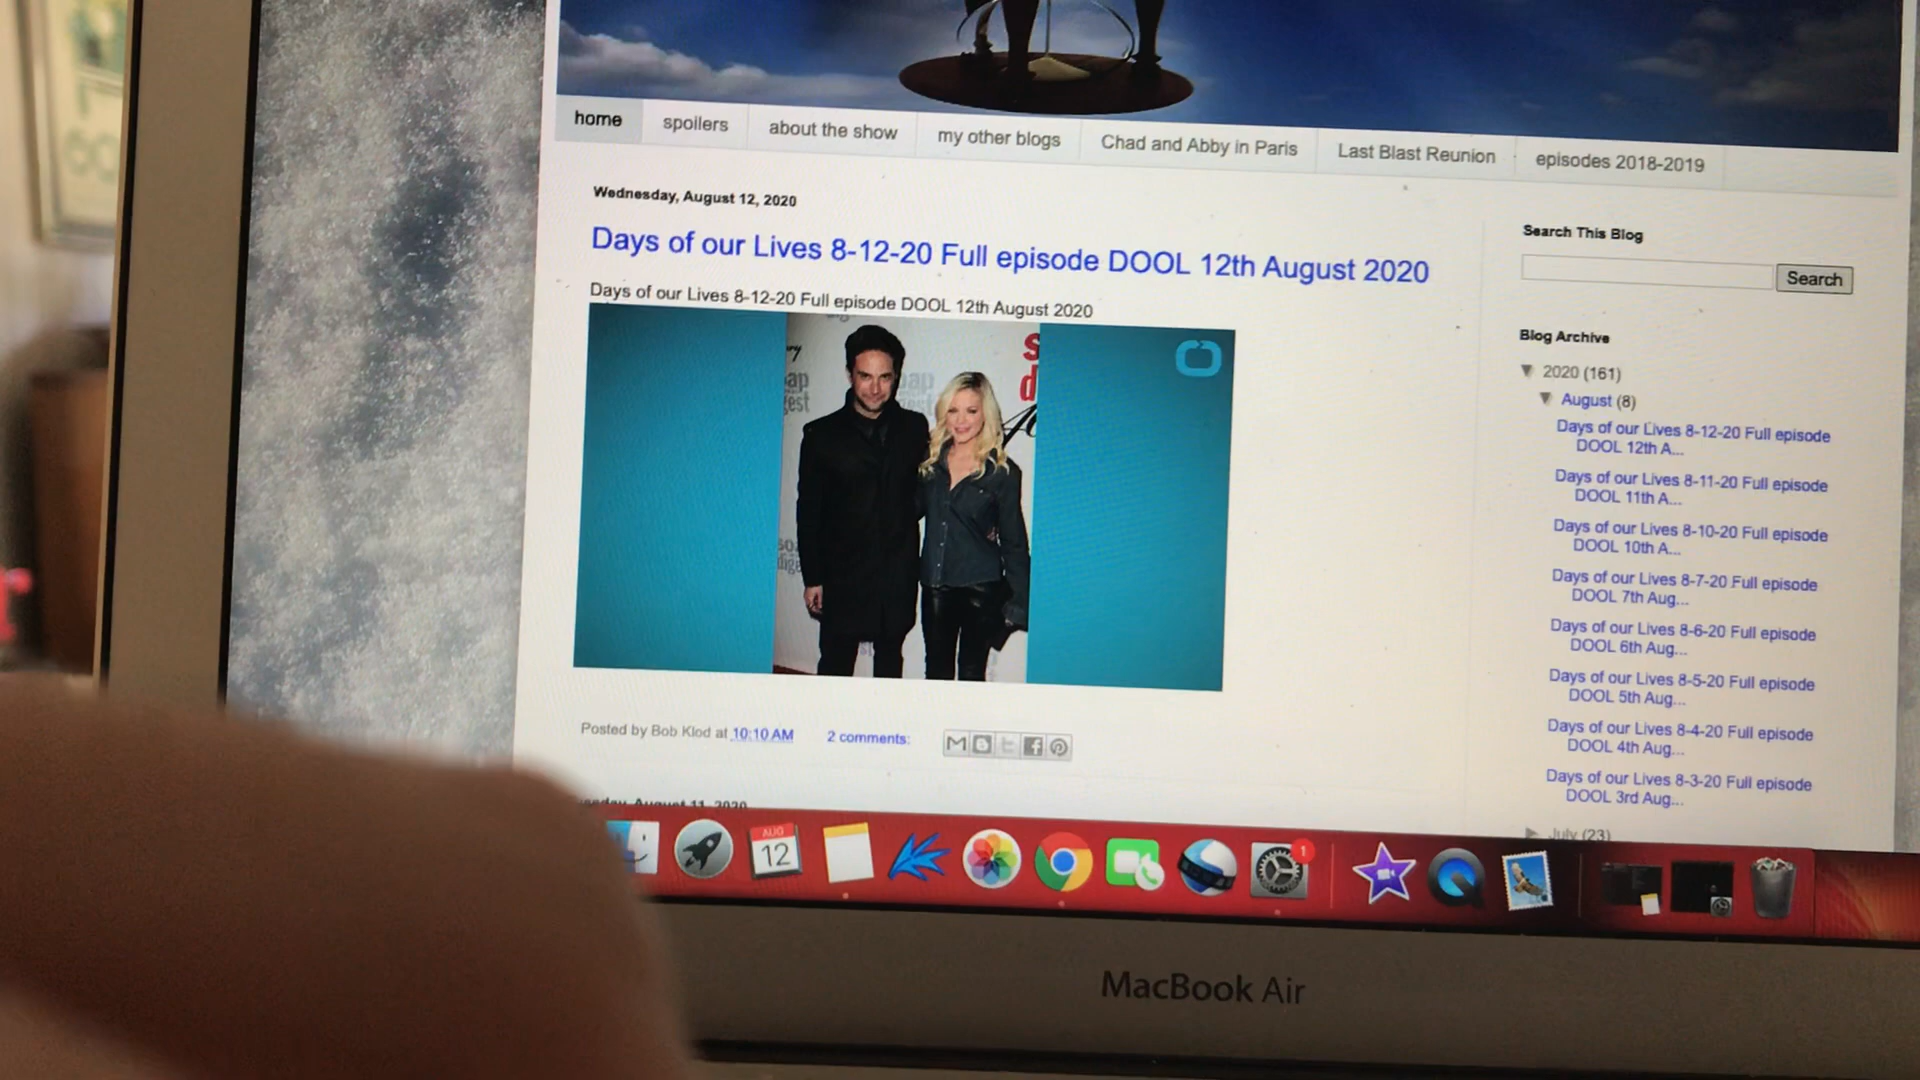 home
spoilers
about the show
my other blogs
Chad and Abby in Paris
Last Blast Reunion
episodes 2018-2019
Wednesday, August 12, 2020
Days of our Lives 8-12-20 Full episode DOOL 12th August 2020
Days of our Lives 8-12-20 Full episode DOOL 12th August 2020
Posted by Bob Klod at 10:10 AM
2 comments:
August 11, 2020
Search This Blog
Search
Blog Archive
2020 (161)
August (8)
Days of our Lives 8-12-20 Full episode
DOOL 12th A...
Days of our Lives 8-11-20 Full episode
DOOL 11th A...
Days of our Lives 8-10-20 Full episode
DOOL 10th A...
Days of our Lives 8-7-20 Full episode
DOOL 7th Aug...
Days of our Lives 8-6-20 Full episode
DOOL 6th Aug...
Days of our Lives 8-5-20 Full episode
DOOL 5th Aug...
Days of our Lives 8-4-20 Full episode
DOOL 4th Aug...
Days of our Lives 8-3-20 Full episode
DOOL 3rd Aug...
July (23)
AUG
12
1
MacBook Air